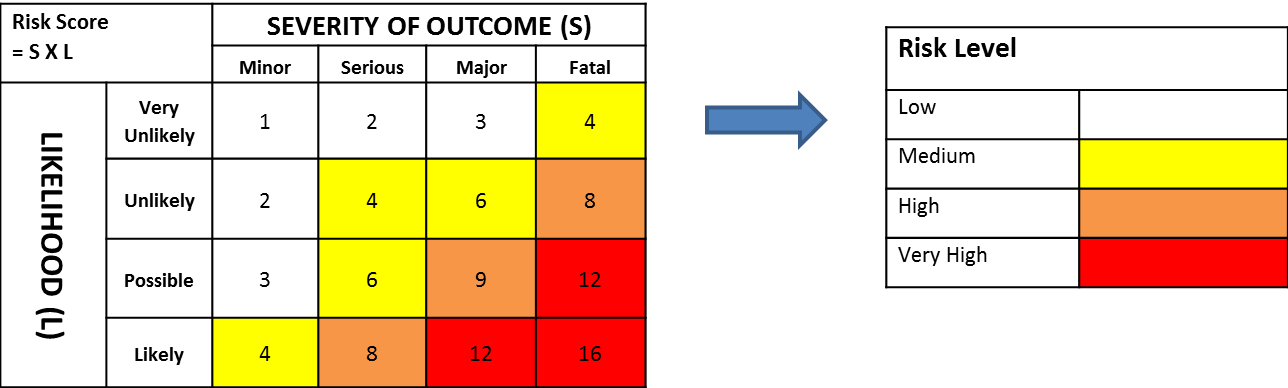 Risk Score
= S X L
SEVERITY OF OUTCOME (S)
Minor Serious Major Fatal
LIKELIHOOD (L)
Very
Unlikely
1 2 3 4
Unlikely 2 4 6 8
Possible 3 6 9 12
Likely 4 8 12 16
Risk Level
Low
Medium
High
Very High